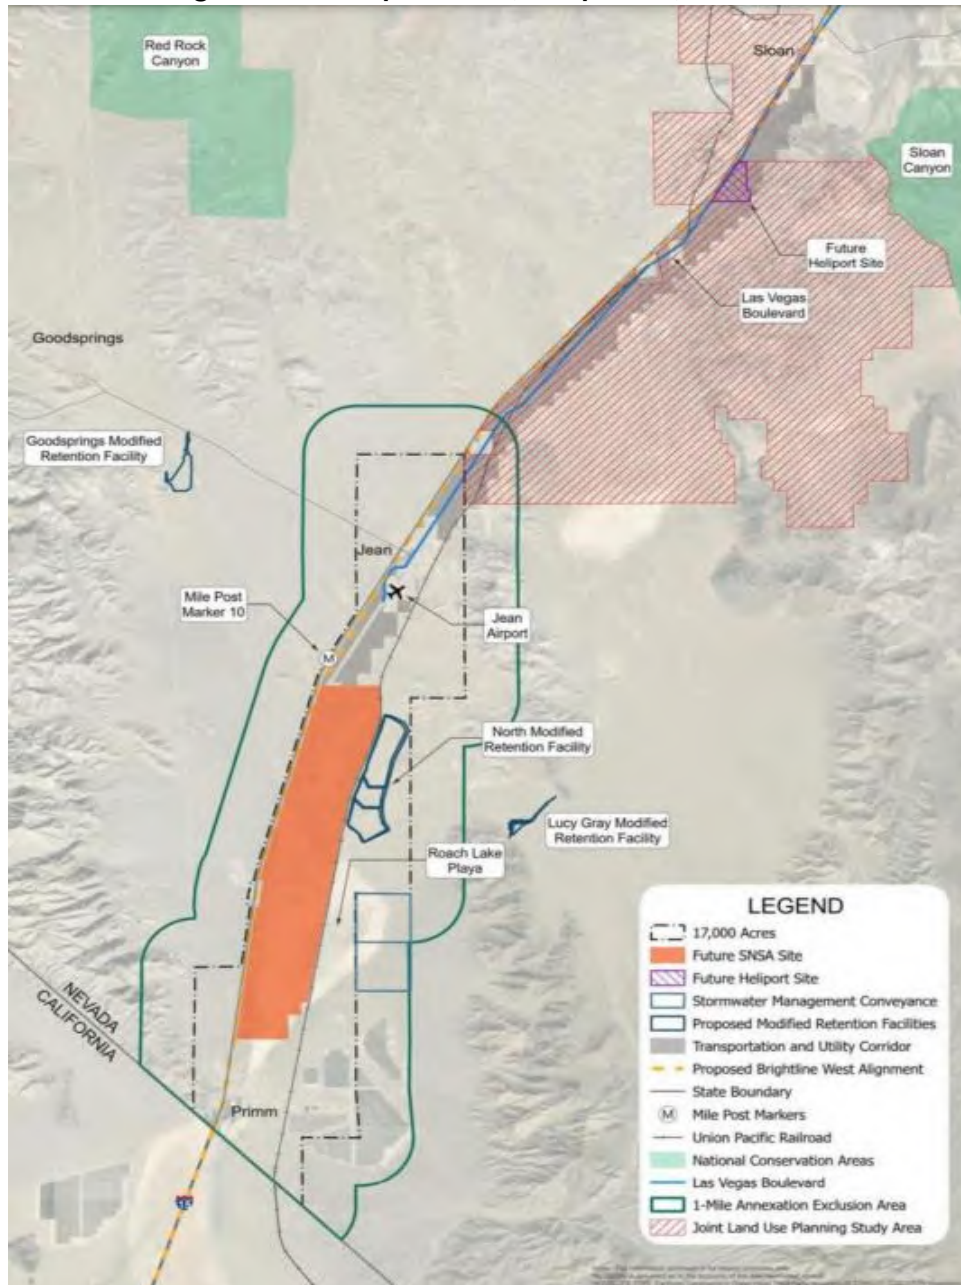 Red Rock
Canyon
Sloan
Sloan
Canyon
Future
Heliport Site
Las Vegas
Boulevard
Goodsprings
Goodsprings Modified
Retention Facility
Jean
Mile Post
Marker 10
Jean
Airport
M
North Modified
Retention Facility
Lucy Gray Modified
Retention Facility
Roach Lake
Playa
NEVADA
CALIFORNIA
Primm
15
LEGEND
17,000 Acres
Future SNSA Site
Future Heliport Site
Stormwater Management Conveyance
Proposed Modified Retention Facilities
Transportation and Utility Corridor
Proposed Brightline West Alignment
State Boundary
M Mile Post Markers
Union Pacific Railroad
National Conservation Areas
Las Vegas Boulevard
1-Mile Annexation Exclusion Area
Joint Land Use Planning Study Area